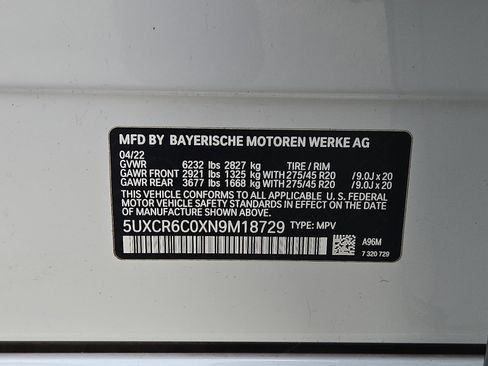 MFD BY BAYERISCHE MOTOREN WERKE AG
04/22
GVWR 6232 lbs 2827 kg TIRE / RIM
GAWR FRONT 2921 lbs 1325 kg WITH 275/45 R20 /9.0J x 20
GAWR REAR 3677 lbs 1668 kg WITH 275/45 R20 /9.0J x 20
THIS VEHICLE CONFORMS TO ALL APPLICABLE U. S. FEDERAL
MOTOR VEHICLE SAFETY AND THEFT PREVENTION STANDARDS
IN EFFECT ON THE DATE OF MANUFACTURE SHOWN ABOVE.
5UXCR6C0XN9M18729 TYPE: MPV
A96M
7 320 729